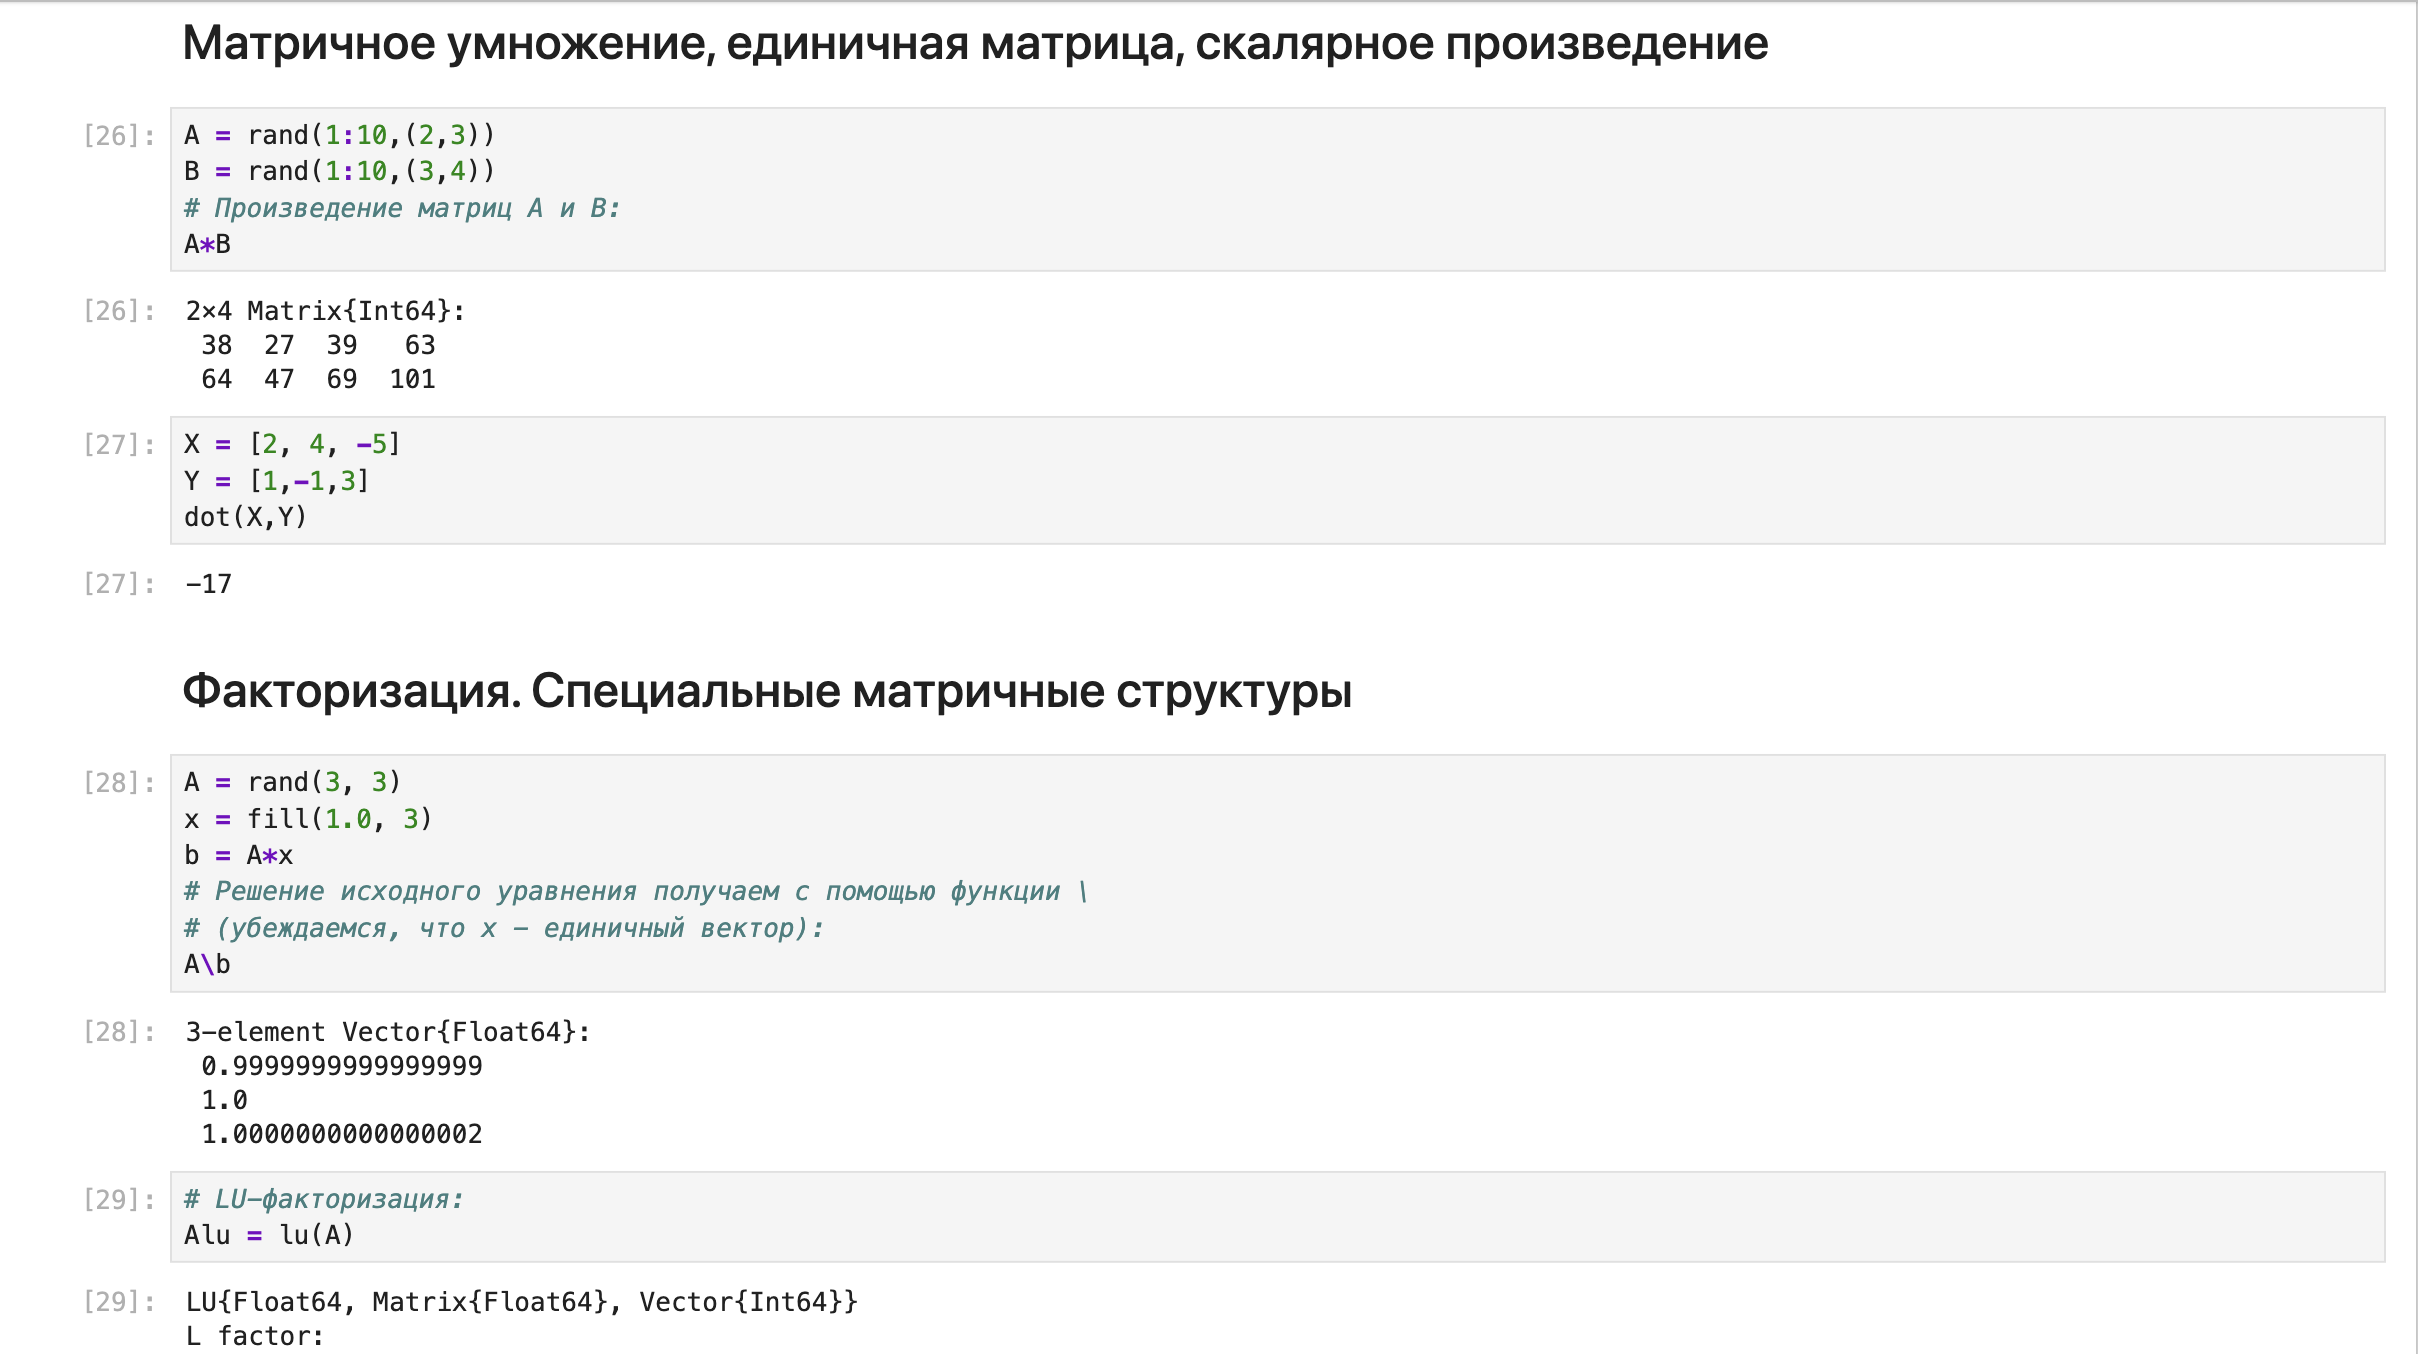 Матричное умножение, единичная матрица, скалярное произведение
[26]: A = rand(1:10,(2,3))
B = rand(1:10,(3,4))
# Произведение матриц A и B:
A*B
[26]: 2×4 Matrix{Int64}:
38 27 39 63
64 47 69 101
[27]: X = [2, 4, -5]
Y = [1,-1,3]
dot(X,Y)
[27]: -17
Факторизация. Специальные матричные структуры
[28]: A = rand(3, 3)
x = fill(1.0, 3)
b = A*x
# Решение исходного уравнения получаем с помощью функции \
# (убеждаемся, что x - единичный вектор):
A\b
[28]: 3-element Vector{Float64}:
0.9999999999999999
1.0
1.0000000000000002
[29]: # LU-факторизация:
Alu = lu(A)
[29]: LU{Float64, Matrix{Float64}, Vector{Int64}}
L factor: